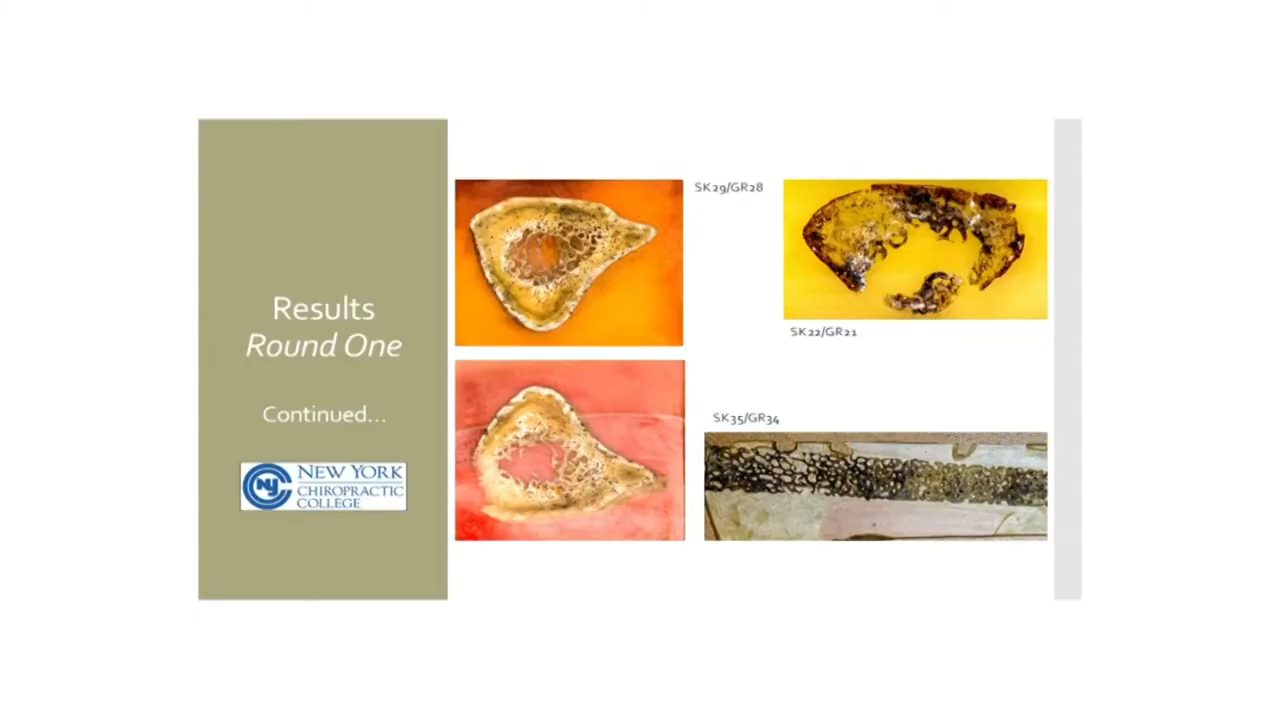 Results
Round One
Continued...
NEW YORK
CHIROPRACTIC
COLLEGE
SK29/GR28
SK22/GR21
SK35/GR34